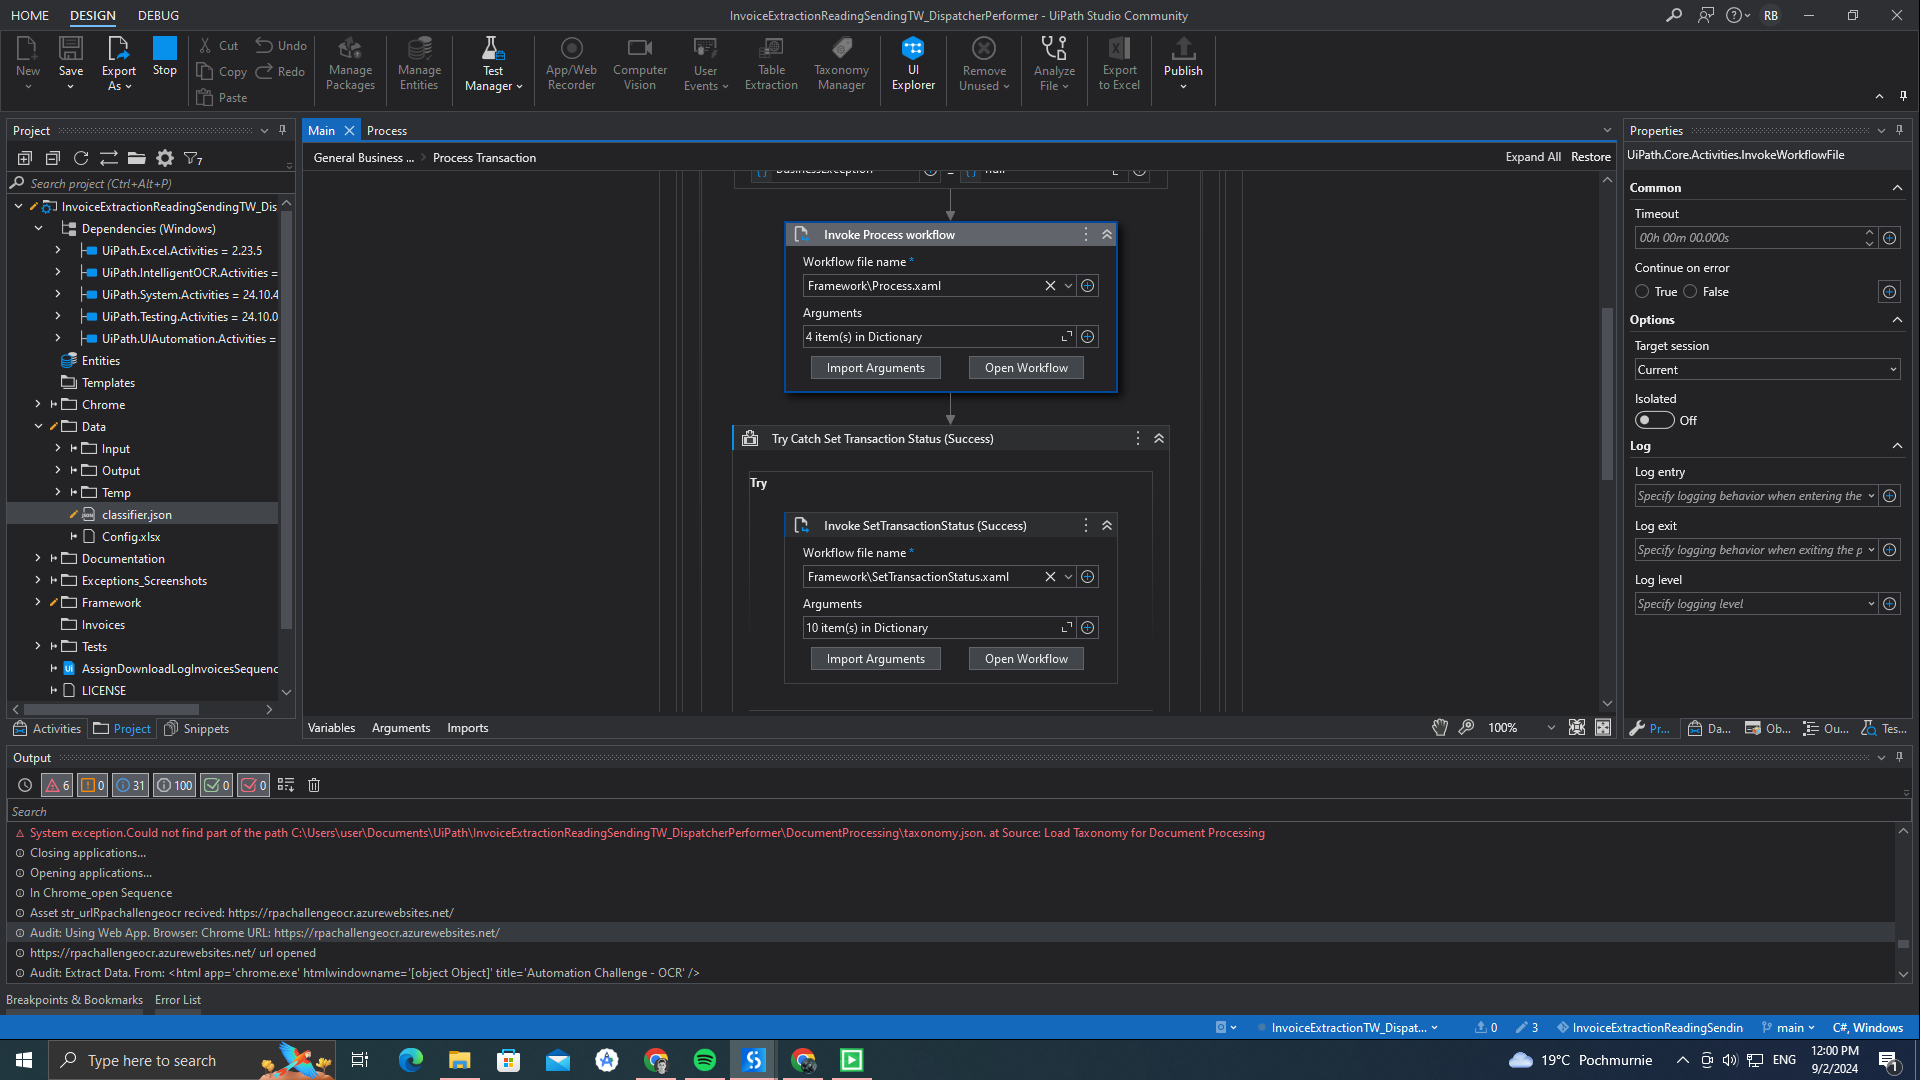 HOME DESIGN DEBUG InvoiceExtractionReadingSendingTW_DispatcherPerformer - UiPath Studio Community RB
New Save Export As Stop Cut Copy Paste Undo Redo Manage Packages Manage Entities Test Manager App/Web Recorder Computer Vision User Events Table Extraction Taxonomy Manager UI Explorer Remove Unused Analyze File Export to Excel Publish
Project
Search project (Ctrl+Alt+P)
InvoiceExtractionReadingSendingTW_Dis
Dependencies (Windows)
UiPath.Excel.Activities = 2.23.5
UiPath.IntelligentOCR.Activities =
UiPath.System.Activities = 24.10.4
UiPath.Testing.Activities = 24.10.0
UiPath.UIAutomation.Activities =
Entities
Templates
Chrome
Data
Input
Output
Temp
classifier.json
Config.xlsx
Documentation
Exceptions_Screenshots
Framework
Invoices
Tests
AssignDownloadLogInvoicesSequenc
LICENSE
Activities Project Snippets
Main Process
General Business ... Process Transaction Expand All Restore
BusinessException = null
Invoke Process workflow
Workflow file name *
Framework\Process.xaml
Arguments
4 item(s) in Dictionary
Import Arguments Open Workflow
Try Catch Set Transaction Status (Success)
Try
Invoke SetTransactionStatus (Success)
Workflow file name *
Framework\SetTransactionStatus.xaml
Arguments
10 item(s) in Dictionary
Import Arguments Open Workflow
Variables Arguments Imports 100%
Properties
UiPath.Core.Activities.InvokeWorkflowFile
Common
Timeout
00h 00m 00.000s
Continue on error
True False
Options
Target session
Current
Isolated
Off
Log
Log entry
Specify logging behavior when entering the
Log exit
Specify logging behavior when exiting the p
Log level
Specify logging level
Pr... Da... Ob... Ou... Tes...
Output
6 0 31 100 0 0
Search
System exception.Could not find part of the path C:\Users\user\Documents\UiPath\InvoiceExtractionReadingSendingTW_DispatcherPerformer\DocumentProcessing\taxonomy.json. at Source: Load Taxonomy for Document Processing
Closing applications...
Opening applications...
In Chrome_open Sequence
Asset str_urlRpachallengeocr recived: https://rpachallengeocr.azurewebsites.net/
Audit: Using Web App. Browser: Chrome URL: https://rpachallengeocr.azurewebsites.net/
https://rpachallengeocr.azurewebsites.net/ url opened
Audit: Extract Data. From: <html app='chrome.exe' htmlwindowname='[object Object]' title='Automation Challenge - OCR' />
Breakpoints & Bookmarks Error List
InvoiceExtractionTW_Dispat... 0 3 InvoiceExtractionReadingSendin main C#, Windows
Type here to search 19°C Pochmurnie ENG 12:00 PM
9/2/2024 1